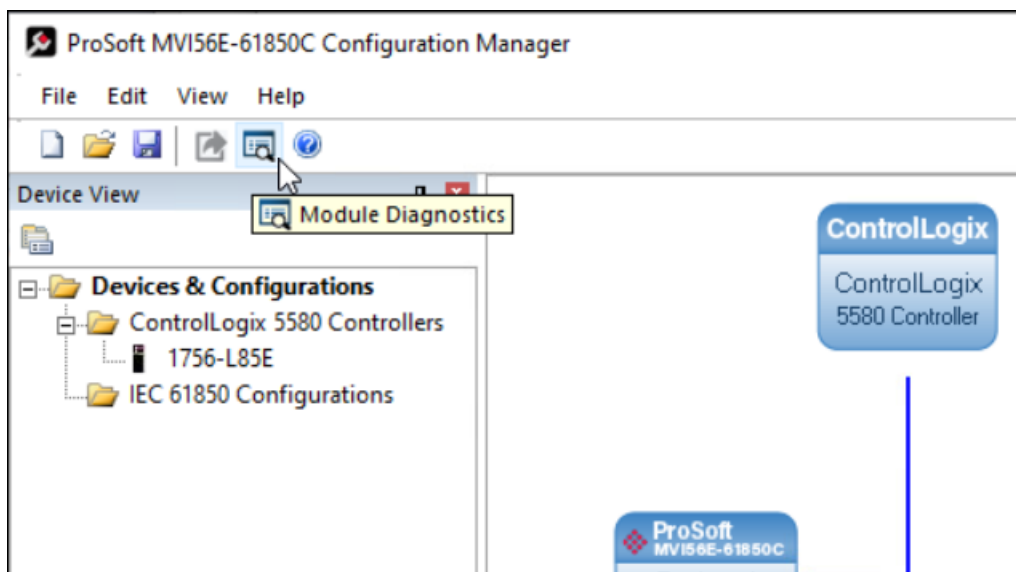 ProSoft MVI56E-61850C Configuration Manager
File Edit View Help
Device View
Module Diagnostics
Devices & Configurations
ControlLogix 5580 Controllers
1756-L85E
IEC 61850 Configurations
ControlLogix
ControlLogix
5580 Controller
ProSoft
MVI56E-61850C